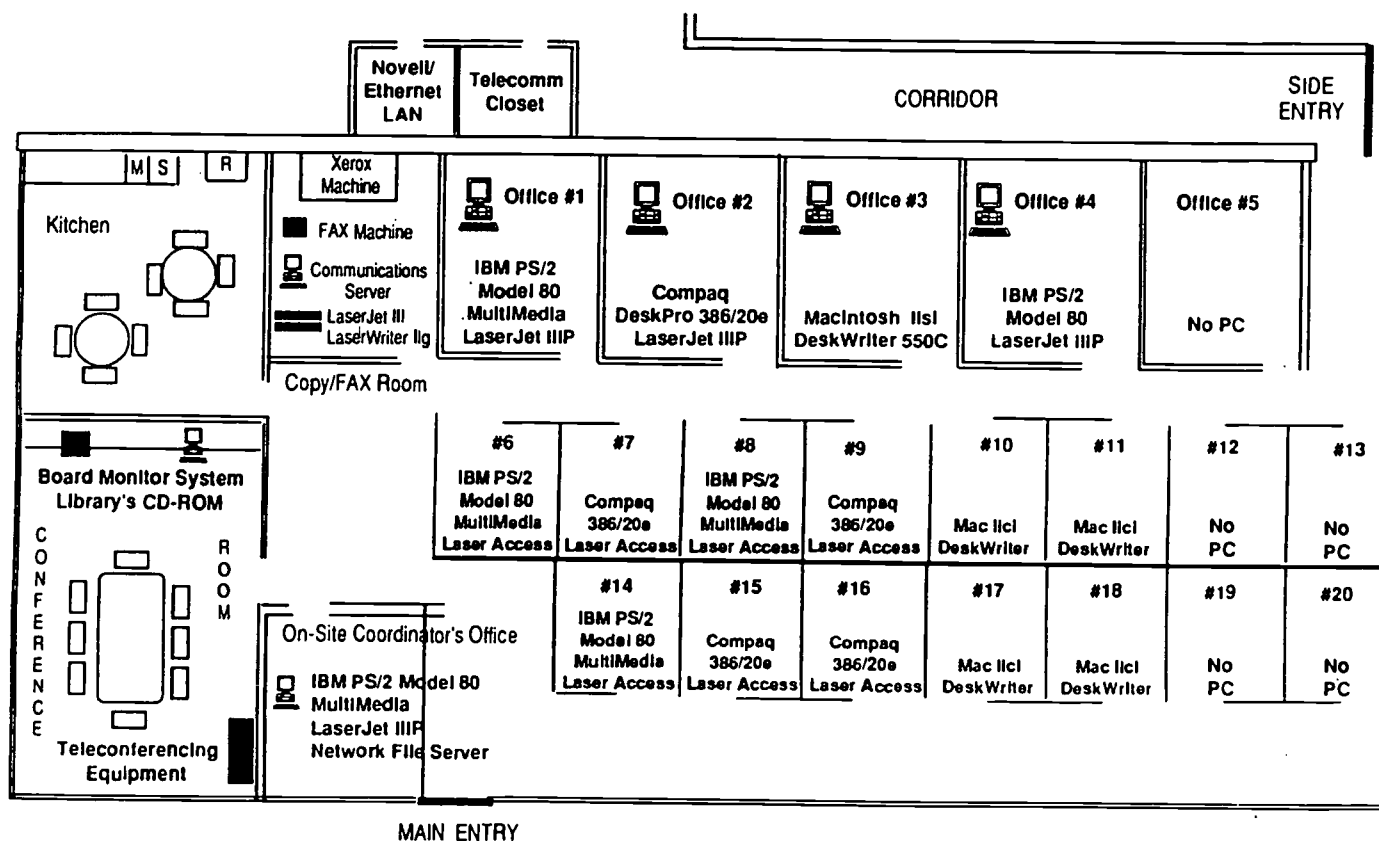 Novell/
Ethernet
LAN
Telecomm
Closet
CORRIDOR
SIDE
ENTRY
M S
R
Kitchen
Xerox
Machine
FAX Machine
Communications
Server
LaserJet III
LaserWriter IIg
Copy/FAX Room
Office #1
IBM PS/2
Model 80
MultiMedia
LaserJet IIIP
Office #2
Compaq
DeskPro 386/20e
LaserJet IIIP
Office #3
Macintosh IIsi
DeskWriter 550C
Office #4
IBM PS/2
Model 80
LaserJet IIIP
Office #5
No PC
Board Monitor System
Library's CD-ROM
CONFERENCE
ROOM
Teleconferencing
Equipment
#6
IBM PS/2
Model 80
MultiMedia
Laser Access
#7
Compaq
386/20e
Laser Access
#8
IBM PS/2
Model 80
MultiMedia
Laser Access
#9
Compaq
386/20e
Laser Access
#10
Mac IIci
DeskWriter
#11
Mac IIci
DeskWriter
#12
No
PC
#13
No
PC
#14
IBM PS/2
Model 80
MultiMedia
Laser Access
#15
Compaq
386/20e
Laser Access
#16
Compaq
386/20e
Laser Access
#17
Mac IIci
DeskWriter
#18
Mac IIci
DeskWriter
#19
No
PC
#20
No
PC
On-Site Coordinator's Office
IBM PS/2 Model 80
MultiMedia
LaserJet IIIP
Network File Server
MAIN ENTRY